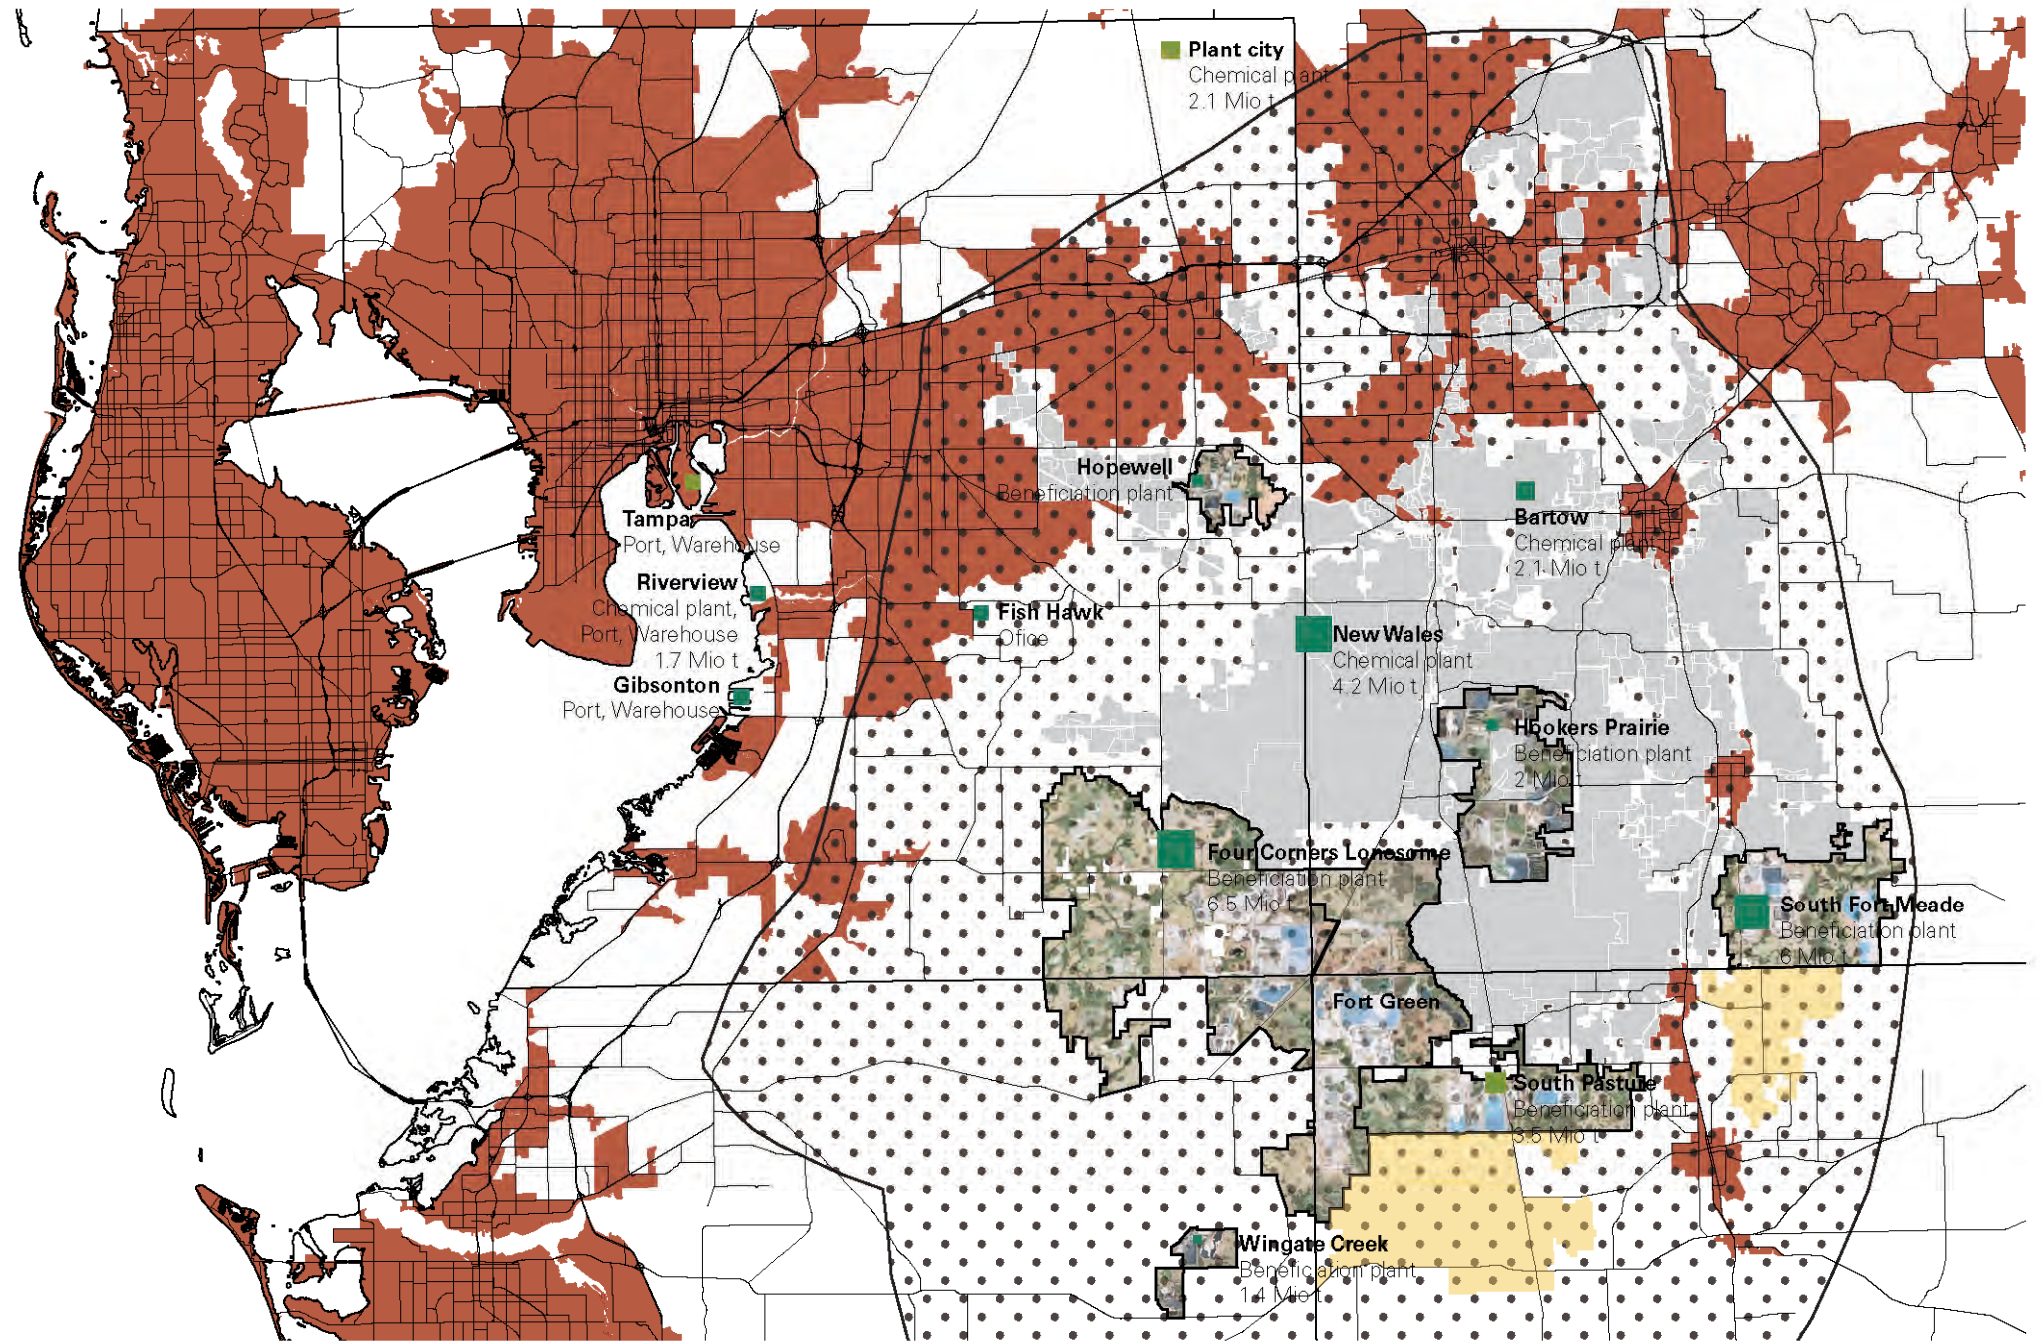 Plant city
Chemical plant
2.1 Mio t
Hopewell
Beneficiation plant
Bartow
Chemical plant
2.1 Mio t
Tampa
Port, Warehouse
Riverview
Chemical plant,
Port, Warehouse
1.7 Mio t
Fish Hawk
Ofice
New Wales
Chemical plant
4.2 Mio t
Gibsonton
Port, Warehouse
Hookers Prairie
Beneficiation plant
2 Mio t
Four Corners Lonesome
Beneficiation plant
6.5 Mio t
South Fort Meade
Beneficiation plant
6 Mio t
Fort Green
South Pasture
Beneficiation plant
3.5 Mio t
Wingate Creek
Beneficiation plant
1.4 Mio t